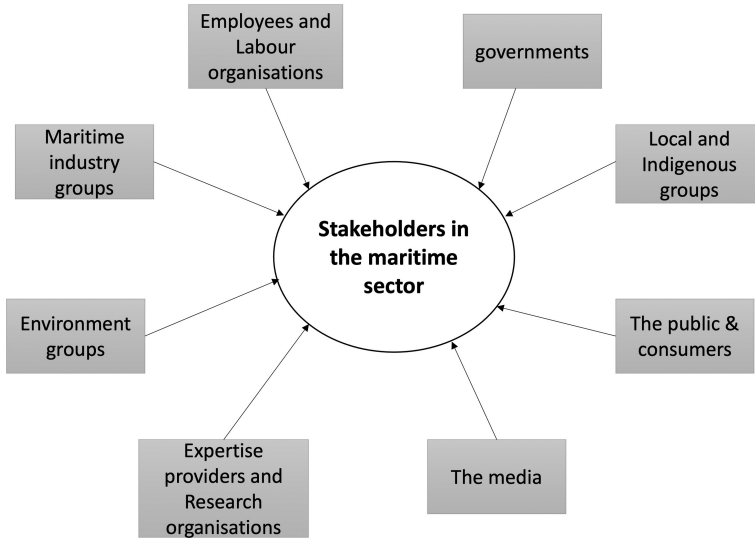 Employees and
Labour
organisations
governments
Maritime
industry
groups
Local and
Indigenous
groups
Stakeholders in
the maritime
sector
Environment
groups
The public &
consumers
Expertise
providers and
Research
organisations
The media